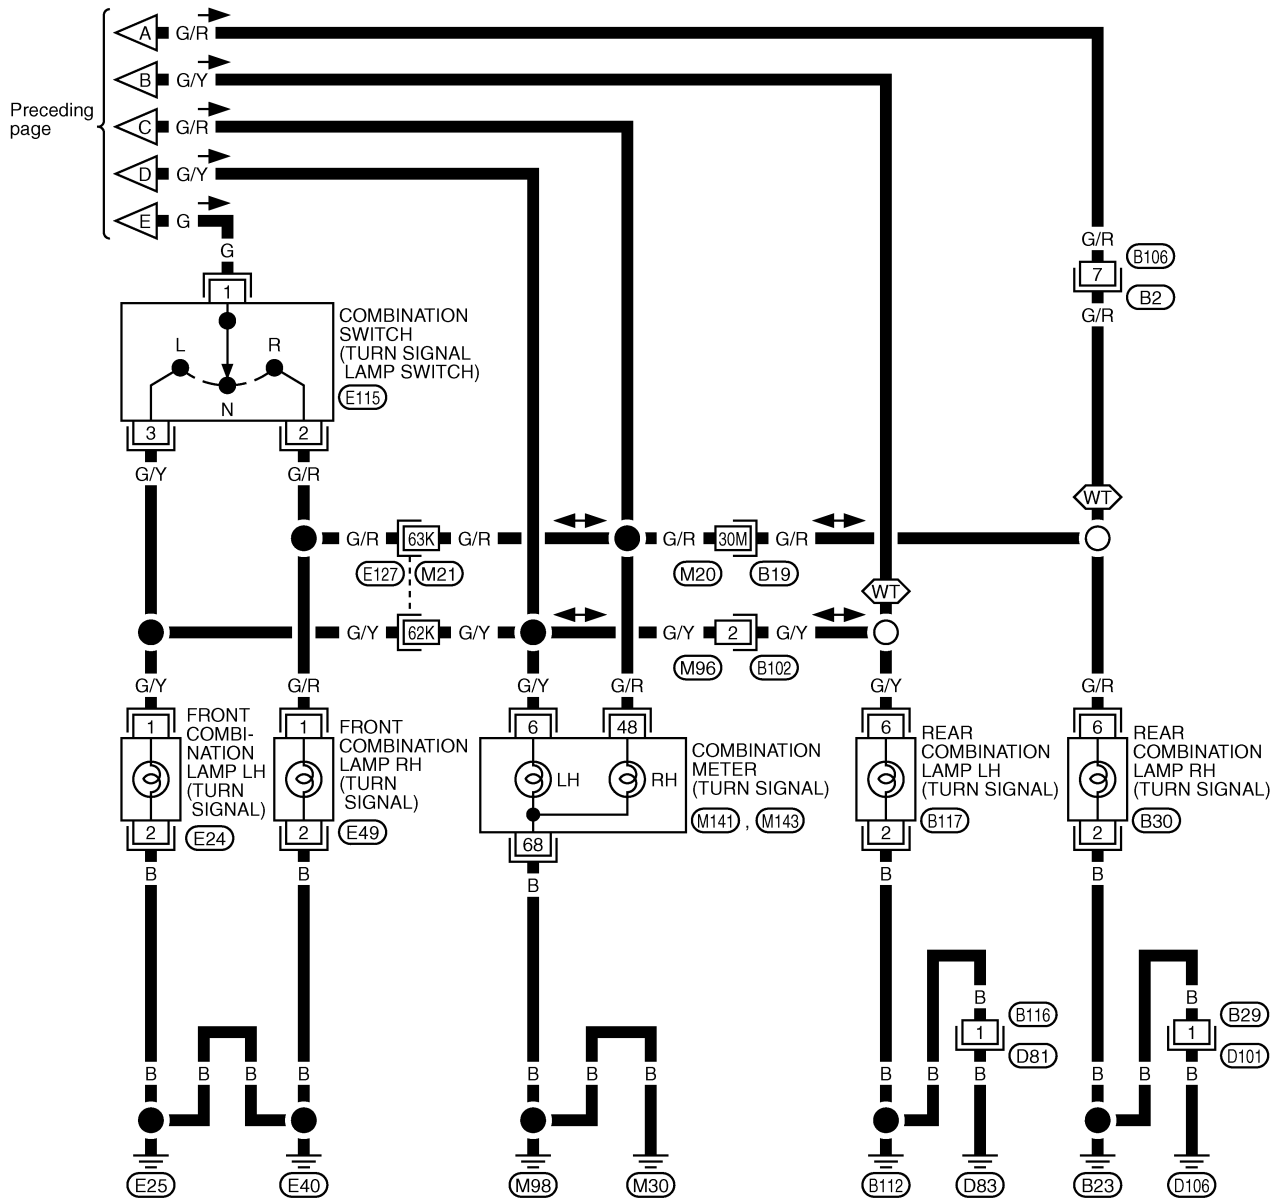 A G/R
B G/Y
Preceding
page
C G/R
D G/Y
E G
G
1
COMBINATION
SWITCH
(TURN SIGNAL
LAMP SWITCH)
E115
L
R
N
3
2
G/Y
G/R
G/R
7
B106
B2
G/R
WT
G/R 63K G/R
G/R 30M G/R
E127 M21
M20 B19
WT
G/Y 62K G/Y
G/Y 2 G/Y
M96 B102
G/Y
G/R
G/Y
G/R
G/Y
G/R
1
FRONT
COMBI-
NATION
LAMP LH
(TURN
SIGNAL)
E24
2
1
FRONT
COMBINATION
LAMP RH
(TURN
SIGNAL)
E49
2
6
48
LH
RH
COMBINATION
METER
(TURN SIGNAL)
M141 , M143
68
6
REAR
COMBINATION
LAMP LH
(TURN SIGNAL)
B117
2
6
REAR
COMBINATION
LAMP RH
(TURN SIGNAL)
B30
2
B
B
B
B
B
B
1
B116
D81
B
1
B29
D101
B B B B
B B
B B B
B B B
E25
E40
M98
M30
B112
D83
B23
D106